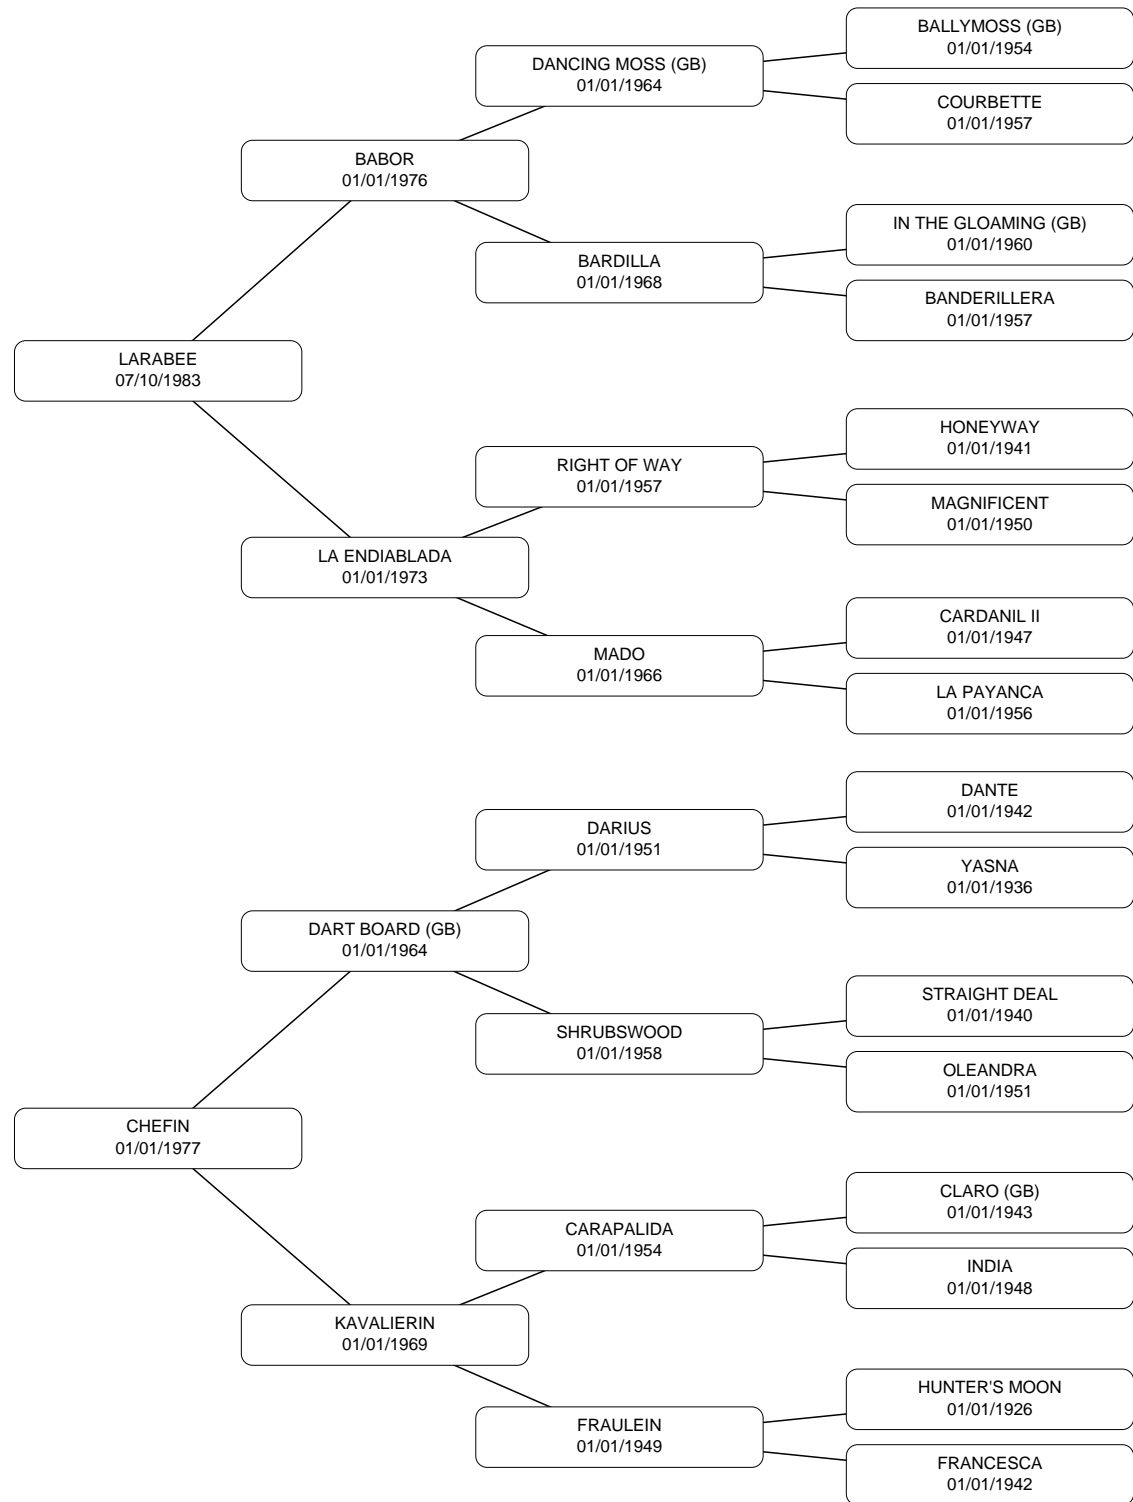 BALLYMOSS (GB)
01/01/1954
DANCING MOSS (GB)
01/01/1964
COURBETTE
01/01/1957
BABOR
01/01/1976
IN THE GLOAMING (GB)
01/01/1960
BARDILLA
01/01/1968
BANDERILLERA
01/01/1957
LARABEE
07/10/1983
HONEYWAY
01/01/1941
RIGHT OF WAY
01/01/1957
MAGNIFICENT
01/01/1950
LA ENDIABLADA
01/01/1973
CARDANIL II
01/01/1947
MADO
01/01/1966
LA PAYANCA
01/01/1956
DANTE
01/01/1942
DARIUS
01/01/1951
YASNA
01/01/1936
DART BOARD (GB)
01/01/1964
STRAIGHT DEAL
01/01/1940
SHRUBSWOOD
01/01/1958
OLEANDRA
01/01/1951
CHEFIN
01/01/1977
CLARO (GB)
01/01/1943
CARAPALIDA
01/01/1954
INDIA
01/01/1948
KAVALIERIN
01/01/1969
HUNTER'S MOON
01/01/1926
FRAULEIN
01/01/1949
FRANCESCA
01/01/1942